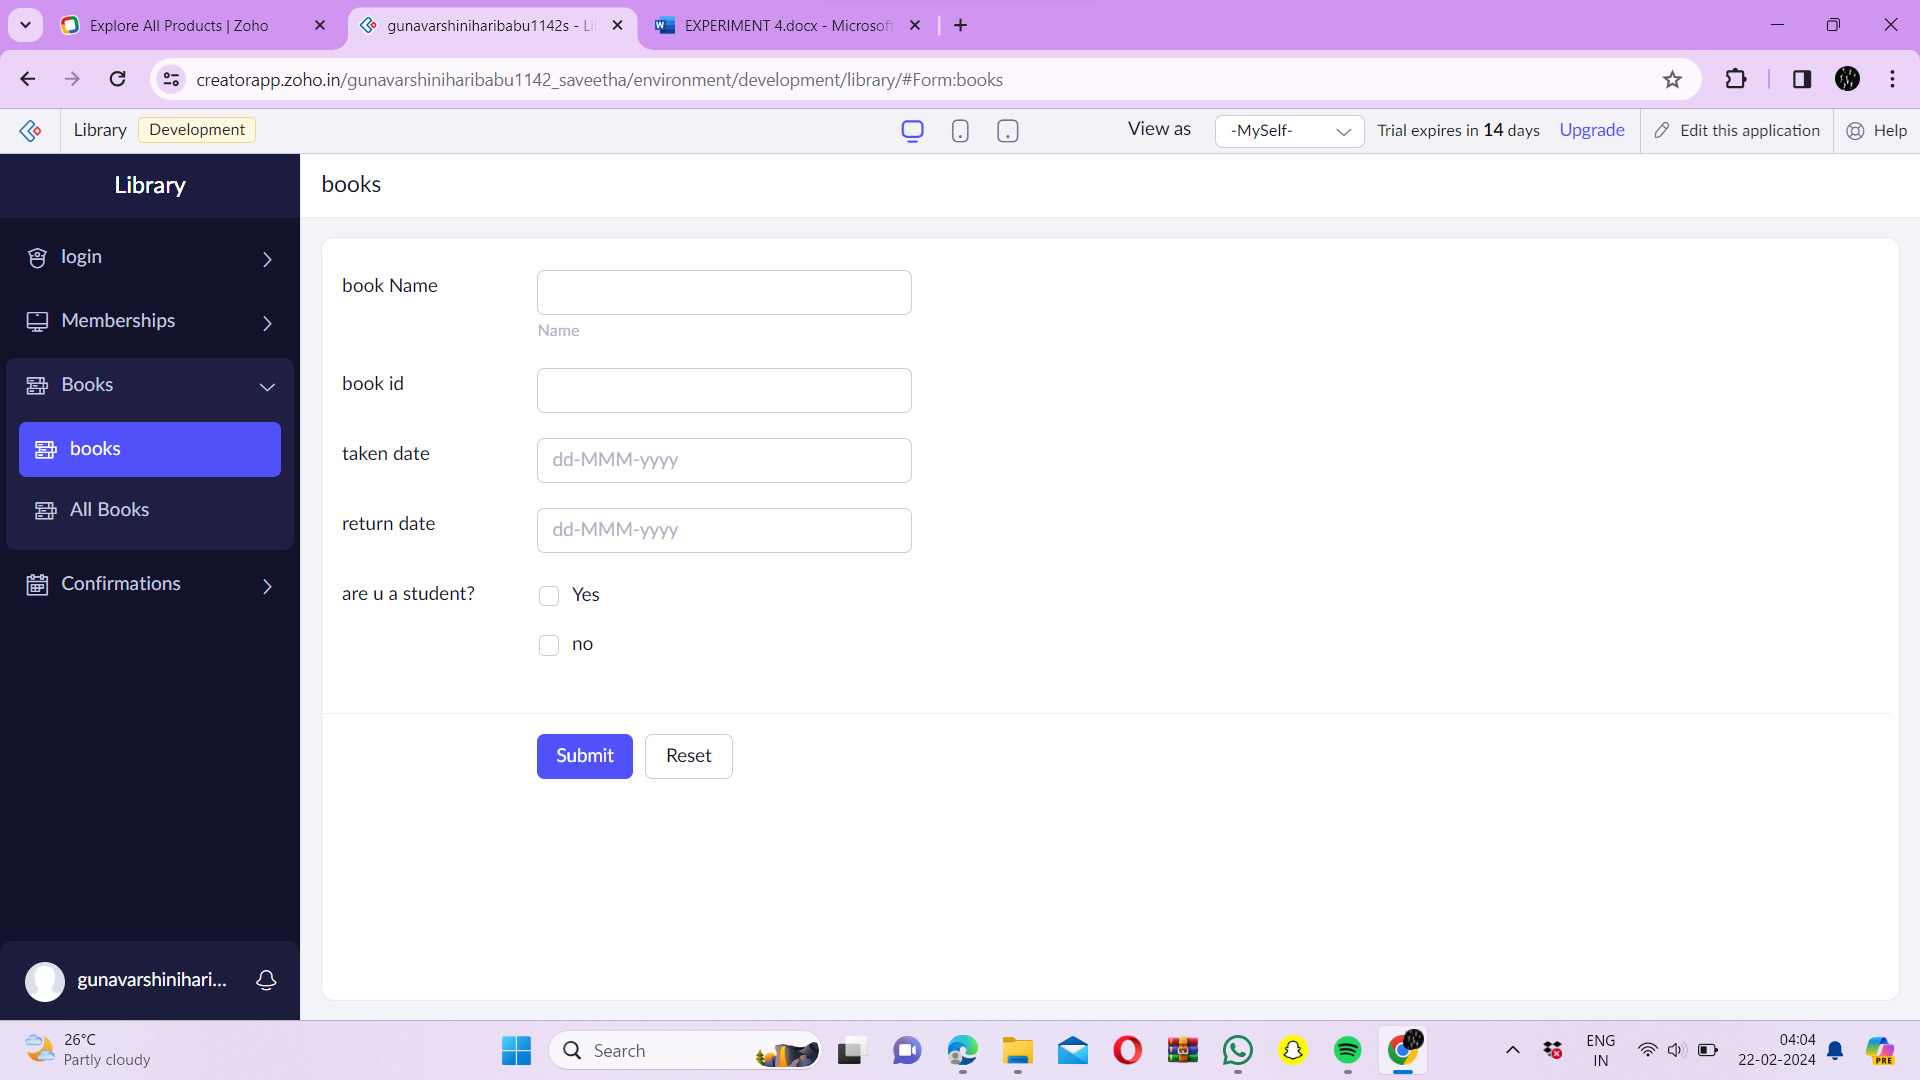 Explore All Products | Zoho
gunavarshiniharibabu1142s - Li
EXPERIMENT 4.docx - Microsoft
creatorapp.zoho.in/gunavarshiniharibabu1142_saveetha/environment/development/library/#Form:books
Library
Development
View as
-MySelf-
Trial expires in 14 days
Upgrade
Edit this application
Help
Library
books
login
Memberships
Books
books
All Books
Confirmations
book Name
Name
book id
taken date
dd-MMM-yyyy
return date
dd-MMM-yyyy
are u a student?
Yes
no
Submit
Reset
gunavarshinihari...
26°C
Partly cloudy
Search
ENG
IN
04:04
22-02-2024
PRE